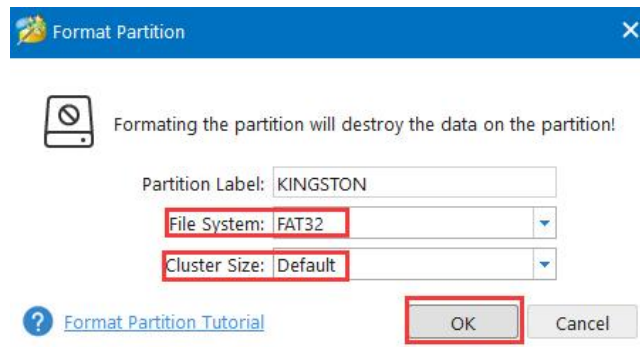 Format Partition
Formating the partition will destroy the data on the partition!
Partition Label: KINGSTON
File System: FAT32
Cluster Size: Default
Format Partition Tutorial OK Cancel